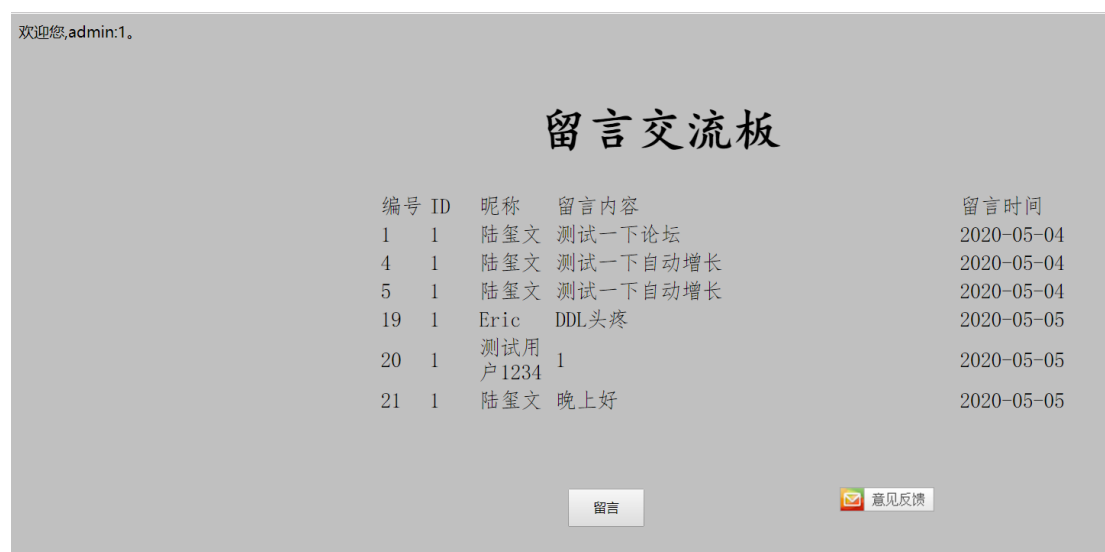 欢迎您,admin:1。
留言交流板
编号 ID 昵称 留言内容 留言时间
1 1 陆玺文 测试一下论坛 2020-05-04
4 1 陆玺文 测试一下自动增长 2020-05-04
5 1 陆玺文 测试一下自动增长 2020-05-04
19 1 Eric DDL头疼 2020-05-05
20 1 测试用
户1234 1 2020-05-05
21 1 陆玺文 晚上好 2020-05-05
留言 意见反馈